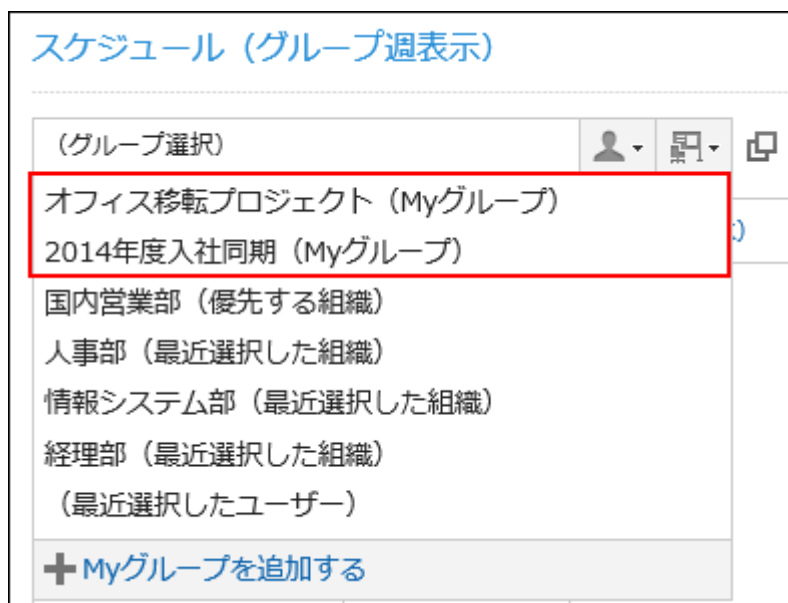 スケジュール（グループ週表示）
（グループ選択）
オフィス移転プロジェクト（Myグループ）
2014年度入社同期（Myグループ）
国内営業部（優先する組織）
人事部（最近選択した組織）
情報システム部（最近選択した組織）
経理部（最近選択した組織）
（最近選択したユーザー）
Myグループを追加する